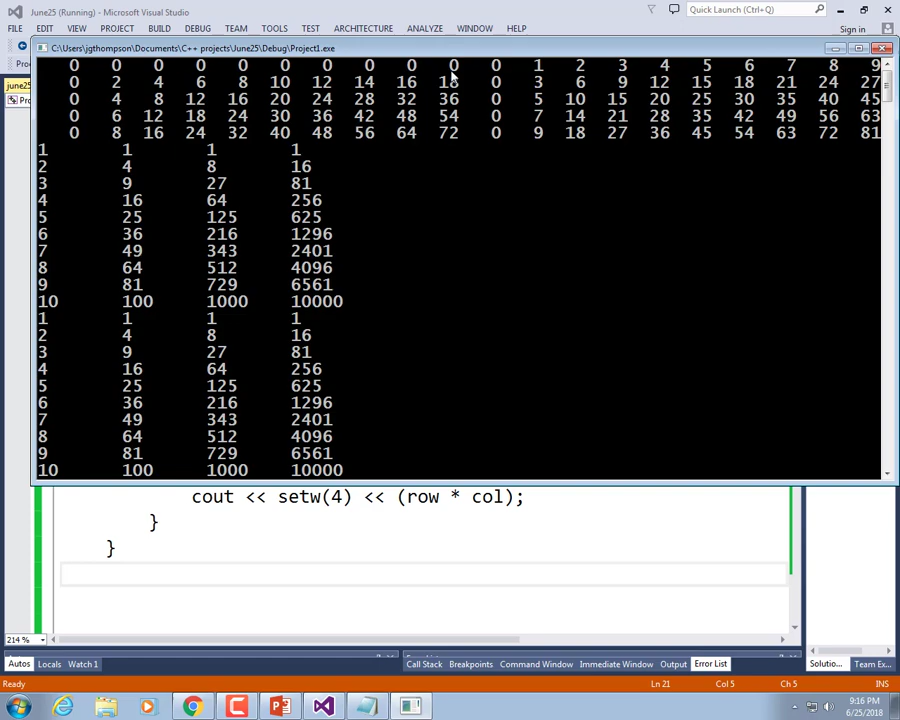 June25 (Running) - Microsoft Visual Studio
Quick Launch (Ctrl+Q)
FILE EDIT VIEW PROJECT BUILD DEBUG TEAM TOOLS TEST ARCHITECTURE ANALYZE WINDOW HELP
Sign in
C:\Users\jgthompson\Documents\C++ projects\June25\Debug\Project1.exe
0 0 0 0 0 0 0 0 0 0 0 1 2 3 4 5 6 7 8 9
0 2 4 6 8 10 12 14 16 18 0 3 6 9 12 15 18 21 24 27
0 4 8 12 16 20 24 28 32 36 0 5 10 15 20 25 30 35 40 45
0 6 12 18 24 30 36 42 48 54 0 7 14 21 28 35 42 49 56 63
0 8 16 24 32 40 48 56 64 72 0 9 18 27 36 45 54 63 72 81
1 1 1 1
2 4 8 16
3 9 27 81
4 16 64 256
5 25 125 625
6 36 216 1296
7 49 343 2401
8 64 512 4096
9 81 729 6561
10 100 1000 10000
1 1 1 1
2 4 8 16
3 9 27 81
4 16 64 256
5 25 125 625
6 36 216 1296
7 49 343 2401
8 64 512 4096
9 81 729 6561
10 100 1000 10000
cout << setw(4) << (row * col);
}
}
214 %
Autos Locals Watch 1 Call Stack Breakpoints Command Window Immediate Window Output Error List Solutio... Team Ex...
Ready Ln 21 Col 5 Ch 5 INS
9:16 PM
6/25/2018